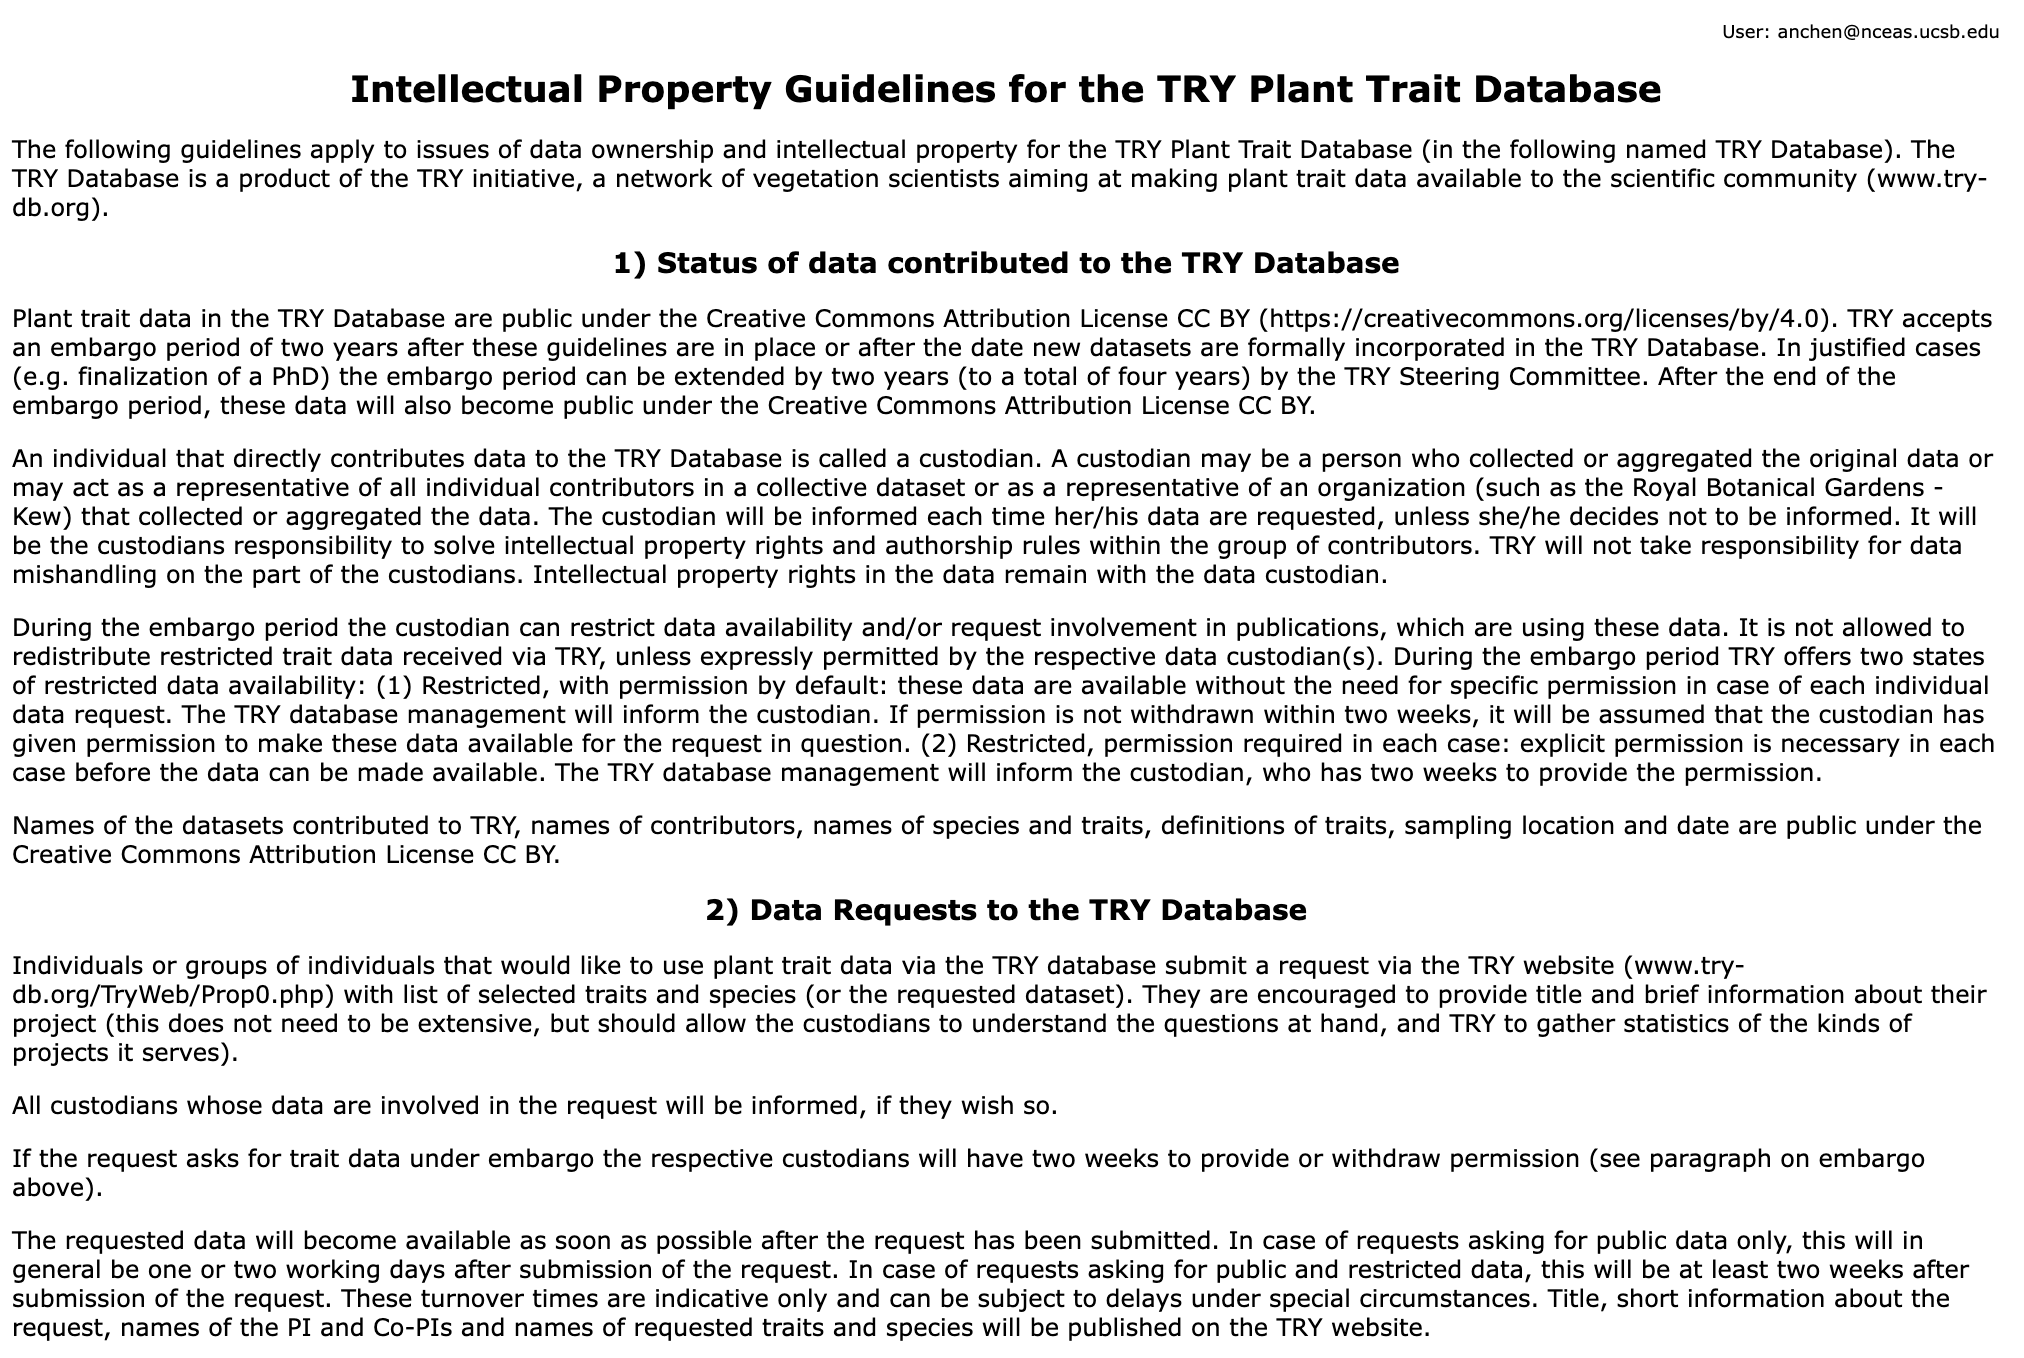 User: anchen@nceas.ucsb.edu
Intellectual Property Guidelines for the TRY Plant Trait Database
The following guidelines apply to issues of data ownership and intellectual property for the TRY Plant Trait Database (in the following named TRY Database). The
TRY Database is a product of the TRY initiative, a network of vegetation scientists aiming at making plant trait data available to the scientific community (www.try-
db.org).
1) Status of data contributed to the TRY Database
Plant trait data in the TRY Database are public under the Creative Commons Attribution License CC BY (https://creativecommons.org/licenses/by/4.0). TRY accepts
an embargo period of two years after these guidelines are in place or after the date new datasets are formally incorporated in the TRY Database. In justified cases
(e.g. finalization of a PhD) the embargo period can be extended by two years (to a total of four years) by the TRY Steering Committee. After the end of the
embargo period, these data will also become public under the Creative Commons Attribution License CC BY.
An individual that directly contributes data to the TRY Database is called a custodian. A custodian may be a person who collected or aggregated the original data or
may act as a representative of all individual contributors in a collective dataset or as a representative of an organization (such as the Royal Botanical Gardens -
Kew) that collected or aggregated the data. The custodian will be informed each time her/his data are requested, unless she/he decides not to be informed. It will
be the custodians responsibility to solve intellectual property rights and authorship rules within the group of contributors. TRY will not take responsibility for data
mishandling on the part of the custodians. Intellectual property rights in the data remain with the data custodian.
During the embargo period the custodian can restrict data availability and/or request involvement in publications, which are using these data. It is not allowed to
redistribute restricted trait data received via TRY, unless expressly permitted by the respective data custodian(s). During the embargo period TRY offers two states
of restricted data availability: (1) Restricted, with permission by default: these data are available without the need for specific permission in case of each individual
data request. The TRY database management will inform the custodian. If permission is not withdrawn within two weeks, it will be assumed that the custodian has
given permission to make these data available for the request in question. (2) Restricted, permission required in each case: explicit permission is necessary in each
case before the data can be made available. The TRY database management will inform the custodian, who has two weeks to provide the permission.
Names of the datasets contributed to TRY, names of contributors, names of species and traits, definitions of traits, sampling location and date are public under the
Creative Commons Attribution License CC BY.
2) Data Requests to the TRY Database
Individuals or groups of individuals that would like to use plant trait data via the TRY database submit a request via the TRY website (www.try-
db.org/TryWeb/Prop0.php) with list of selected traits and species (or the requested dataset). They are encouraged to provide title and brief information about their
project (this does not need to be extensive, but should allow the custodians to understand the questions at hand, and TRY to gather statistics of the kinds of
projects it serves).
All custodians whose data are involved in the request will be informed, if they wish so.
If the request asks for trait data under embargo the respective custodians will have two weeks to provide or withdraw permission (see paragraph on embargo
above).
The requested data will become available as soon as possible after the request has been submitted. In case of requests asking for public data only, this will in
general be one or two working days after submission of the request. In case of requests asking for public and restricted data, this will be at least two weeks after
submission of the request. These turnover times are indicative only and can be subject to delays under special circumstances. Title, short information about the
request, names of the PI and Co-PIs and names of requested traits and species will be published on the TRY website.